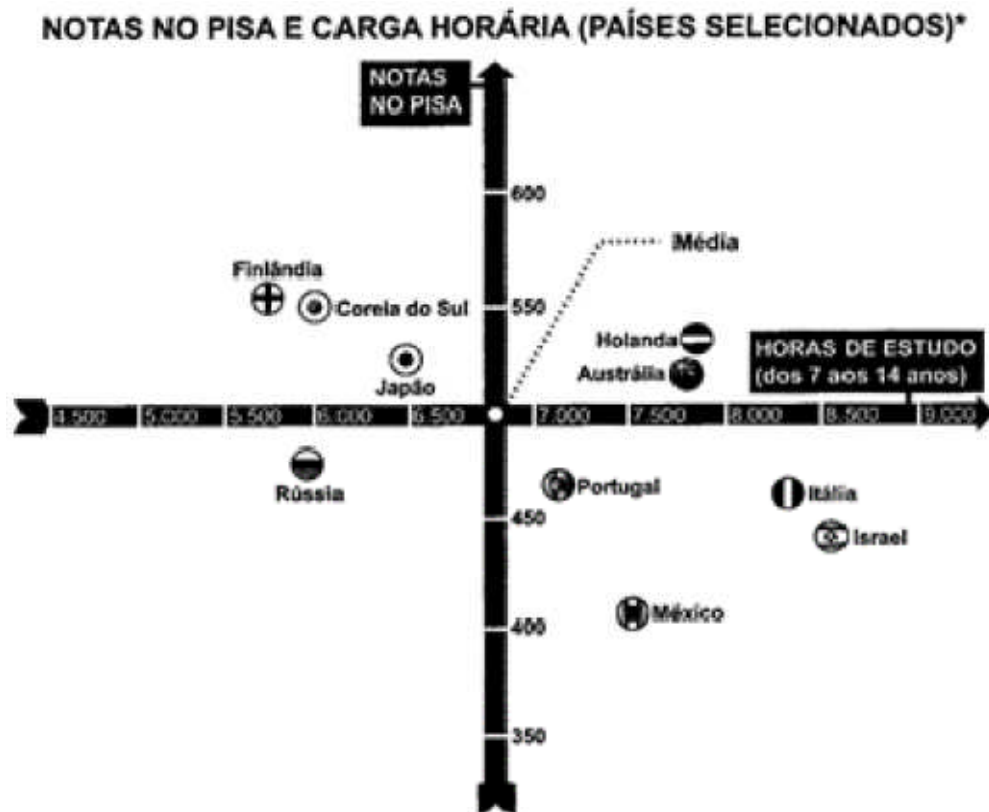 NOTAS NO PISA E CARGA HORÁRIA (PAÍSES SELECIONADOS)*
NOTAS
NO PISA
600
Média
Finlândia
550
Coreia do Sul
Holanda
HORAS DE ESTUDO
(dos 7 aos 14 anos)
Austrália
Japão
4.500 5.000 5.500 6.000 6.500 7.000 7.500 8.000 8.500 9.000
Rússia
Portugal
Itália
450
Israel
México
400
350